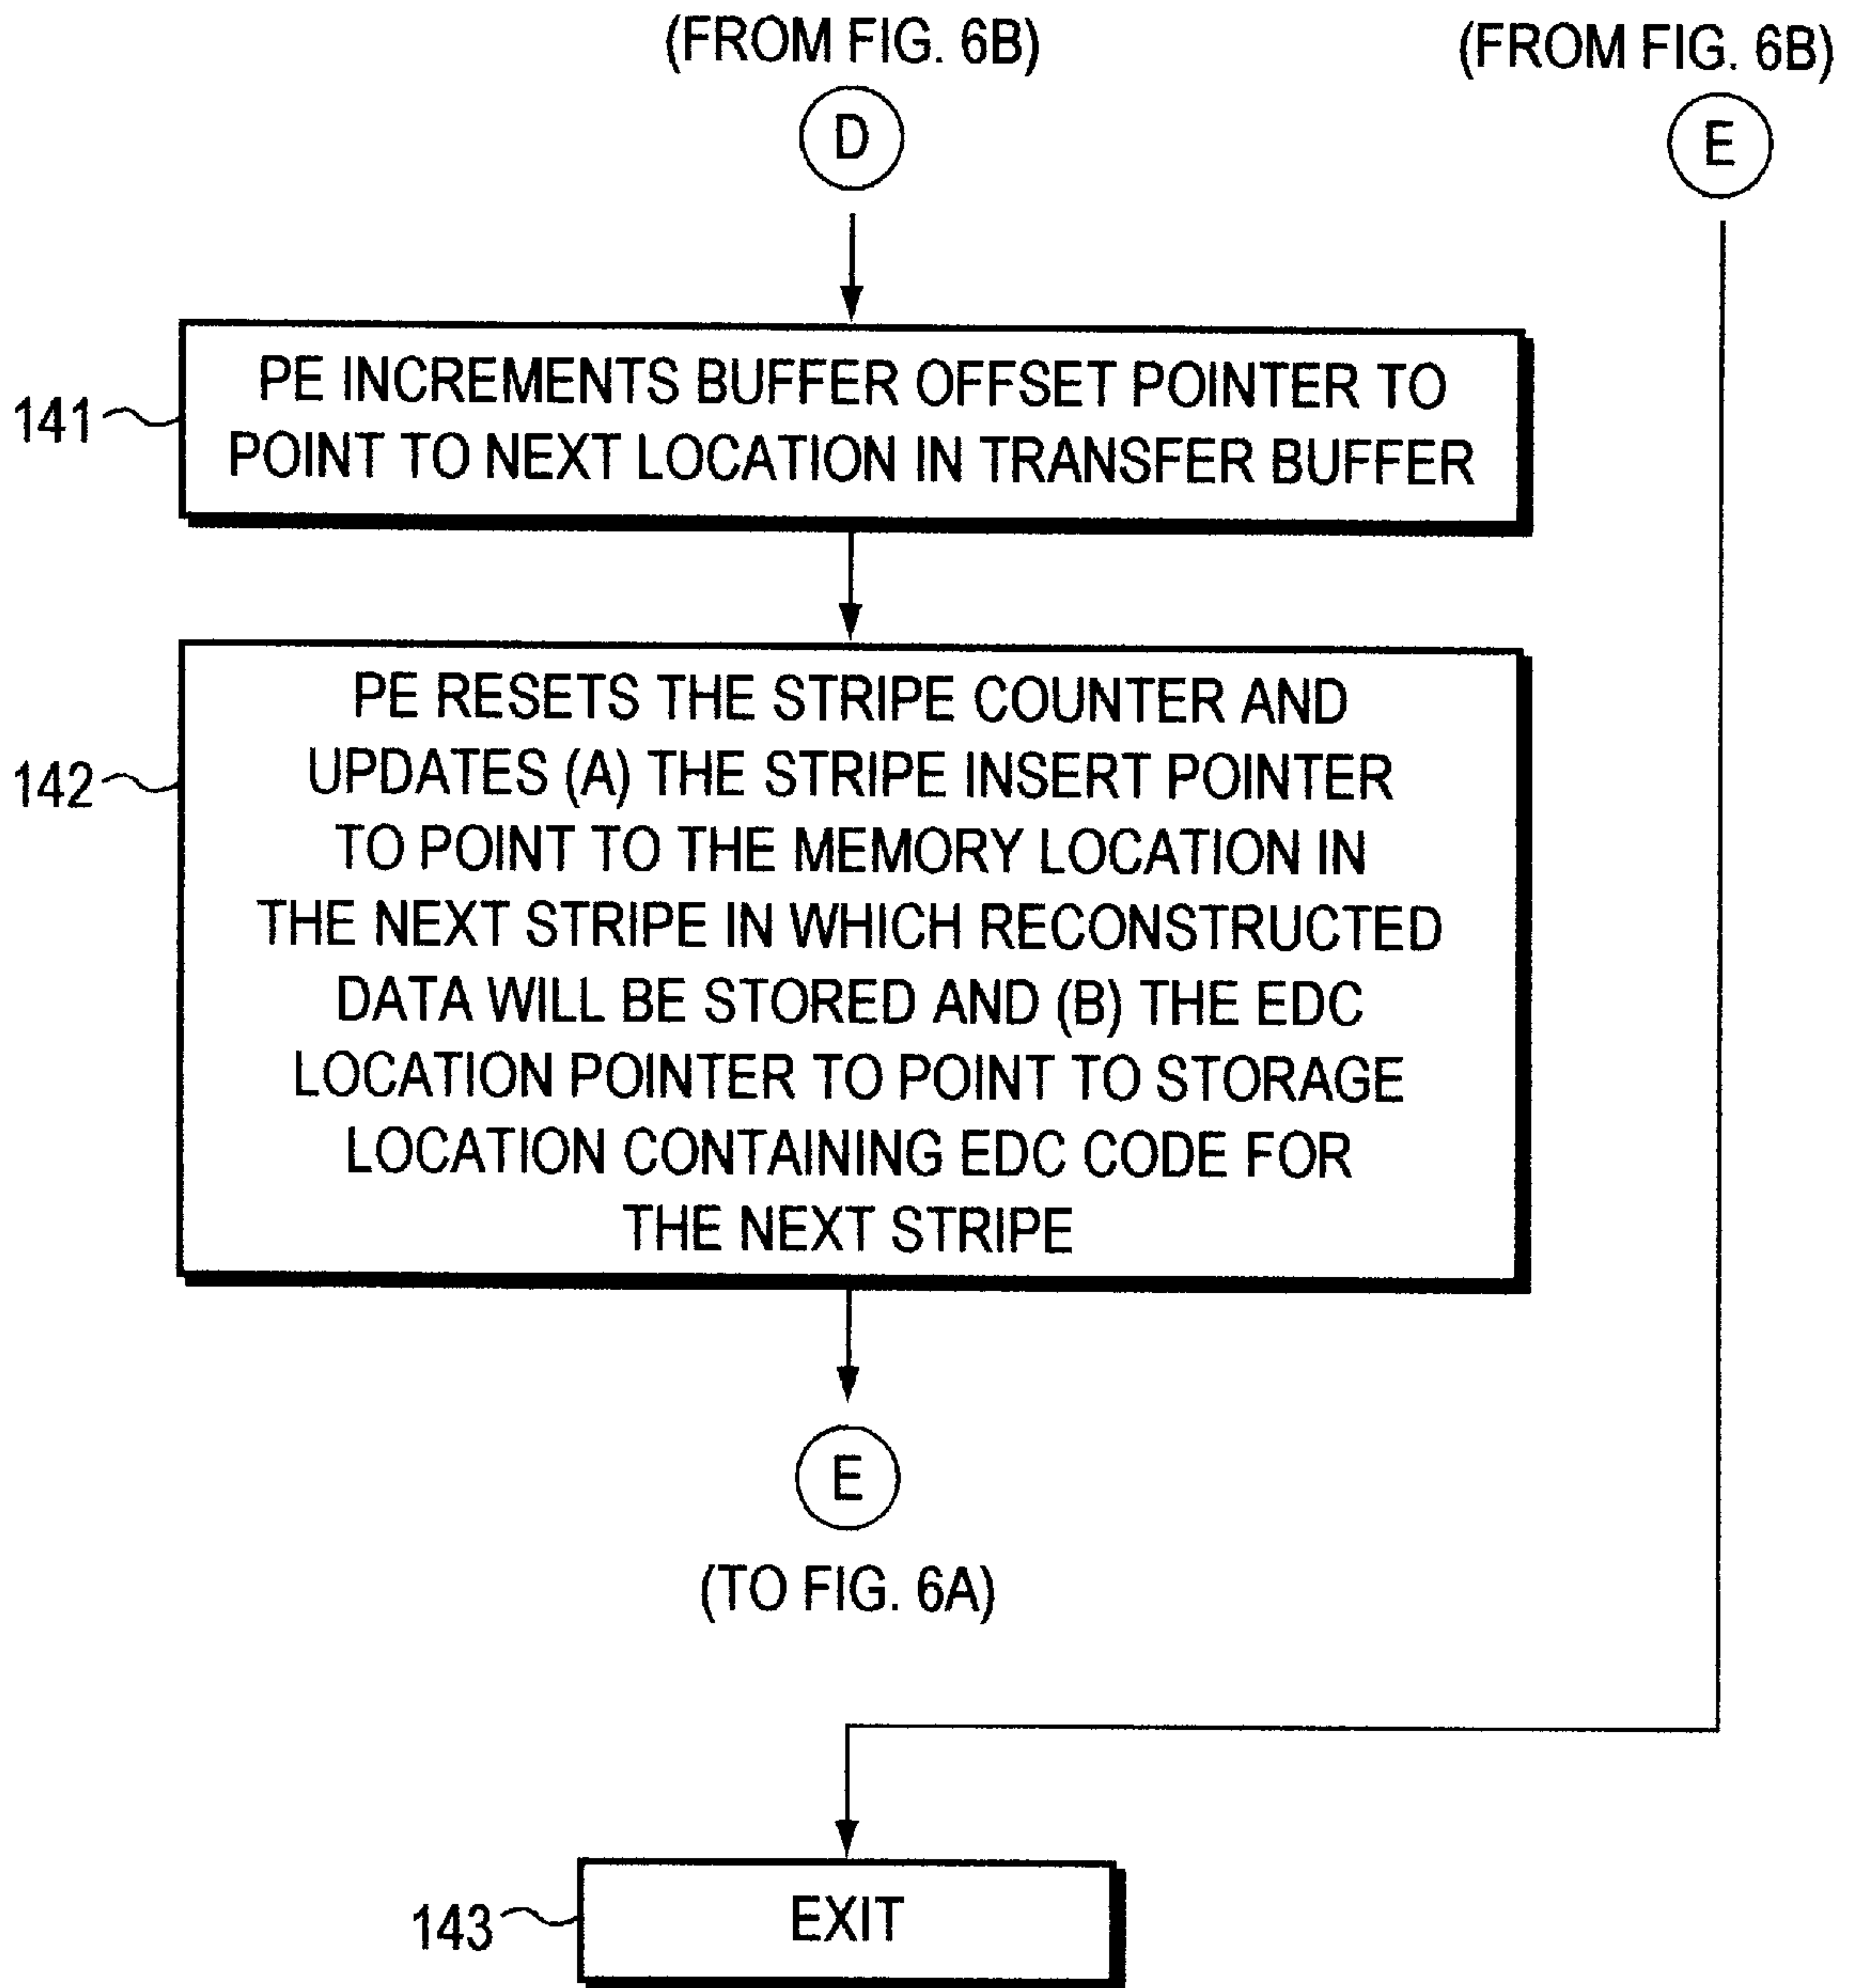 (FROM FIG. 6B)
(FROM FIG. 6B)
D
E
141
PE INCREMENTS BUFFER OFFSET POINTER TO
POINT TO NEXT LOCATION IN TRANSFER BUFFER
142
PE RESETS THE STRIPE COUNTER AND
UPDATES (A) THE STRIPE INSERT POINTER
TO POINT TO THE MEMORY LOCATION IN
THE NEXT STRIPE IN WHICH RECONSTRUCTED
DATA WILL BE STORED AND (B) THE EDC
LOCATION POINTER TO POINT TO STORAGE
LOCATION CONTAINING EDC CODE FOR
THE NEXT STRIPE
E
(TO FIG. 6A)
143
EXIT